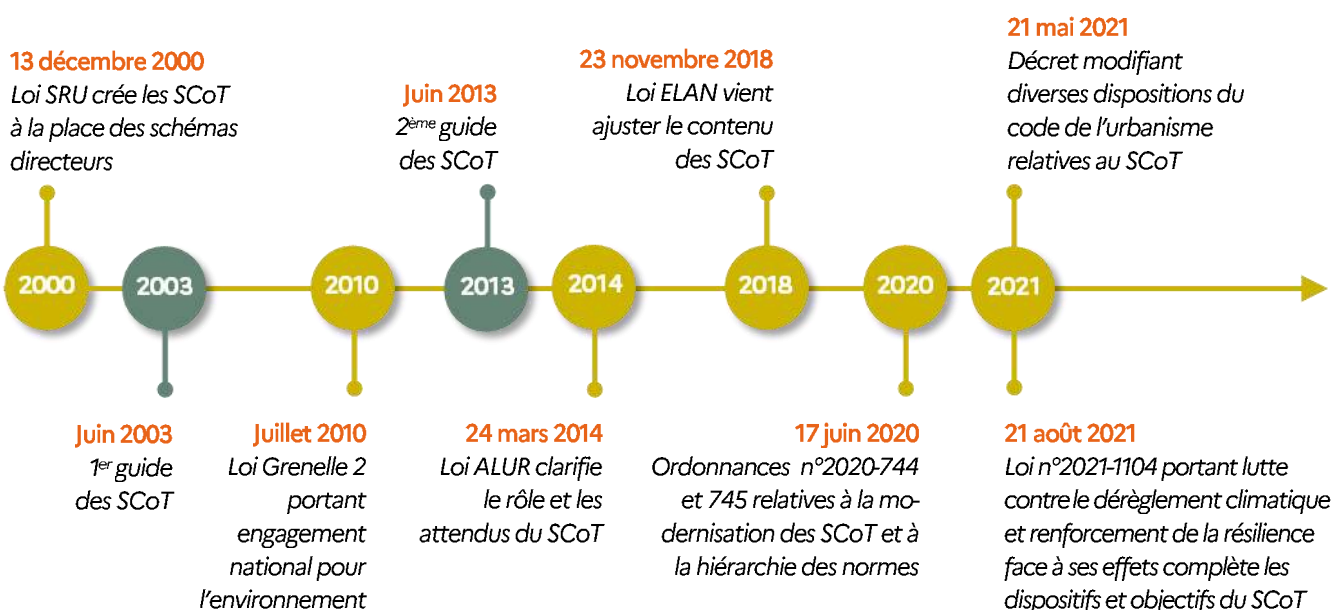 13 décembre 2000
Loi SRU crée les SCoT
à la place des schémas
directeurs
Juin 2013
2ème guide
des SCoT
23 novembre 2018
Loi ELAN vient
ajuster le contenu
des SCoT
21 mai 2021
Décret modifiant
diverses dispositions du
code de l'urbanisme
relatives au SCoT
2000
2003
2010
2013
2014
2018
2020
2021
Juin 2003
1er guide
des SCoT
Juillet 2010
Loi Grenelle 2
portant
engagement
national pour
l'environnement
24 mars 2014
Loi ALUR clarifie
le rôle et les
attendus du SCoT
17 juin 2020
Ordonnances n°2020-744
et 745 relatives à la mo-
dernisation des SCoT et à
la hiérarchie des normes
21 août 2021
Loi n°2021-1104 portant lutte
contre le dérèglement climatique
et renforcement de la résilience
face à ses effets complète les
dispositifs et objectifs du SCoT